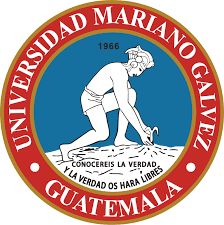 UNIVERSIDAD MARIANO GALVEZ
1966
CONOCEREIS LA VERDAD
Y LA VERDAD OS HARA LIBRES
GUATEMALA